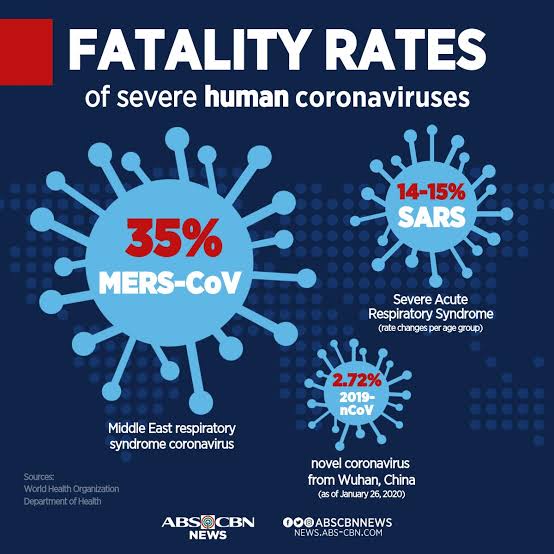 FATALITY RATES
of severe human coronaviruses
35%
MERS-CoV
Middle East respiratory
syndrome coronavirus
14-15%
SARS
Severe Acute
Respiratory Syndrome
(rate changes per age group)
2.72%
2019-
nCoV
novel coronavirus
from Wuhan, China
(as of January 26, 2020)
Sources:
World Health Organization
Department of Health
ABS CBN
NEWS
ABSCBNNEWS
NEWS.ABS-CBN.COM